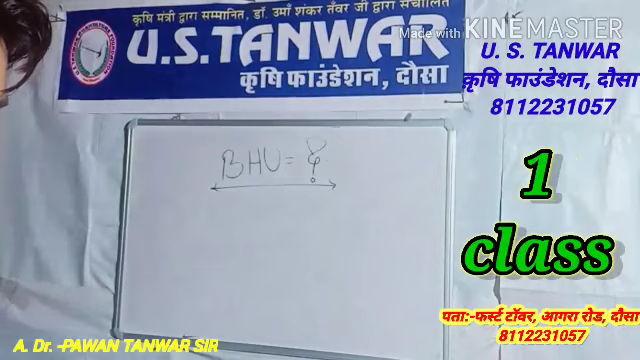 कृषि मंत्री द्वारा सम्मानित, डॉ. उमाँ शंकर तँवर जी द्वारा संचालित
Made with KINEMASTER
U.S.TANWAR
कृषि फाउंडेशन, दौसा
U. S. TANWAR
कृषि फाउंडेशन, दौसा
8112231057
BHU = ?
1
class
पता:-फर्स्ट टॉवर, आगरा रोड, दौसा
8112231057
A. Dr. -PAWAN TANWAR SIR